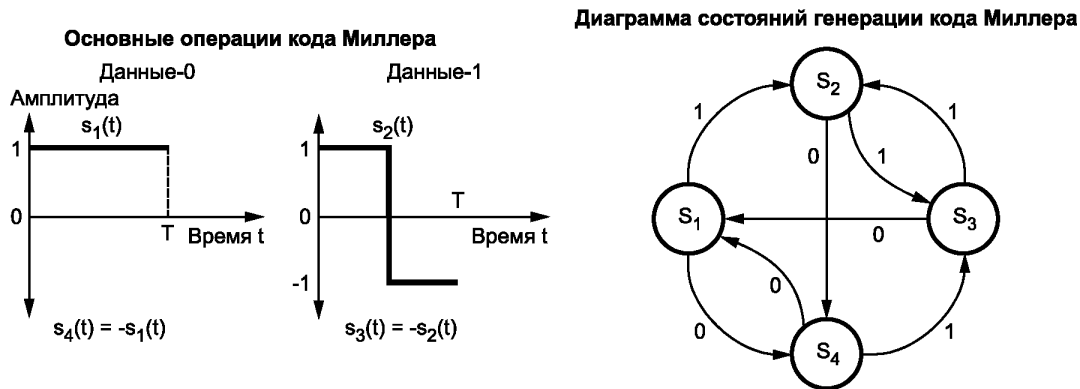 Основные операции кода Миллера
Данные-0
Амплитуда
s₁(t)
1
0
T
Время t
s₄(t) = -s₁(t)
Данные-1
s₂(t)
1
0
-1
T
Время t
s₃(t) = -s₂(t)
Диаграмма состояний генерации кода Миллера
S₂
1
1
0
1
S₁
S₃
0
0
0
1
S₄